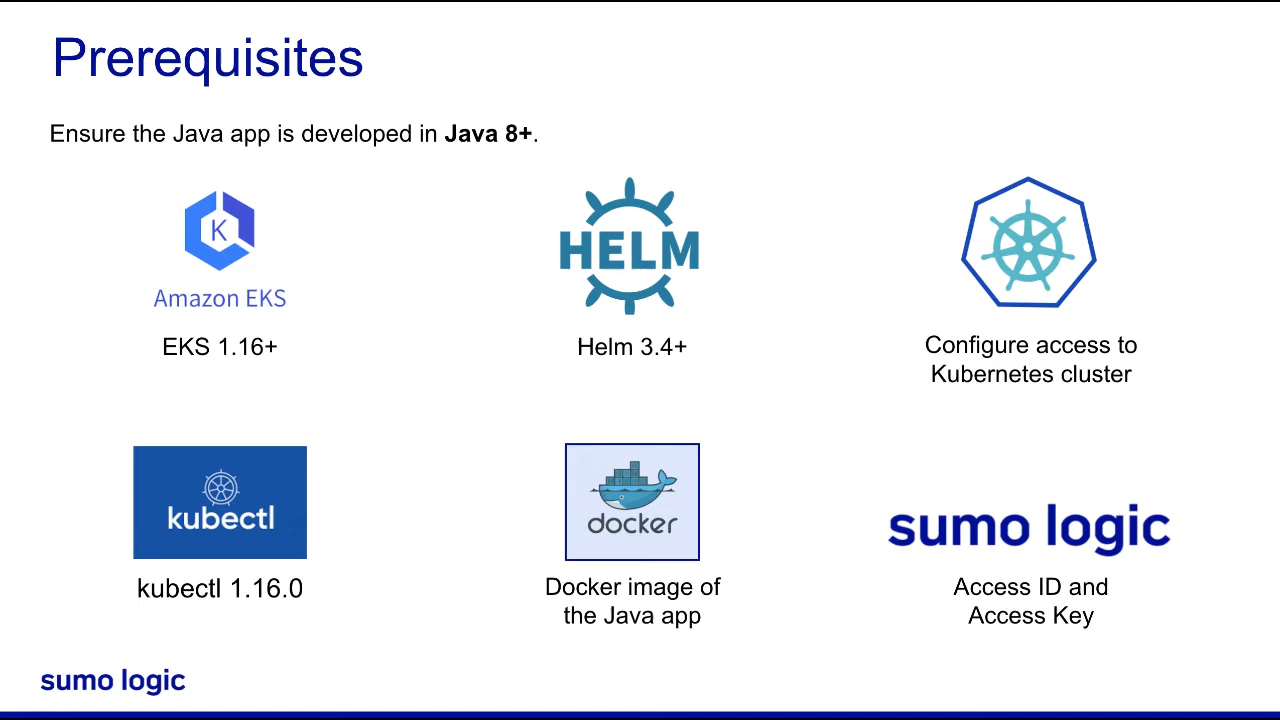 Prerequisites
Ensure the Java app is developed in Java 8+.
K
Amazon EKS
EKS 1.16+
HELM
Helm 3.4+
Configure access to
Kubernetes cluster
kubectl
kubectl 1.16.0
docker
Docker image of
the Java app
sumo logic
Access ID and
Access Key
sumo logic